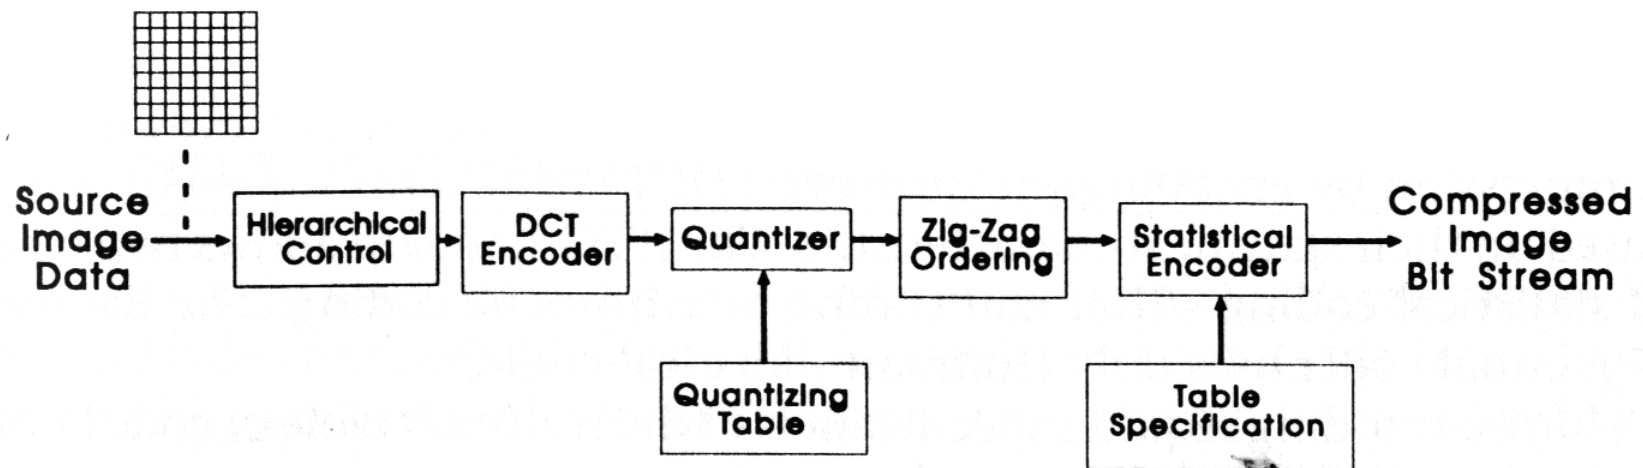 Source
Image
Data
Hierarchical
Control
DCT
Encoder
Quantizer
Zig-Zag
Ordering
Statistical
Encoder
Compressed
Image
Bit Stream
Quantizing
Table
Table
Specification